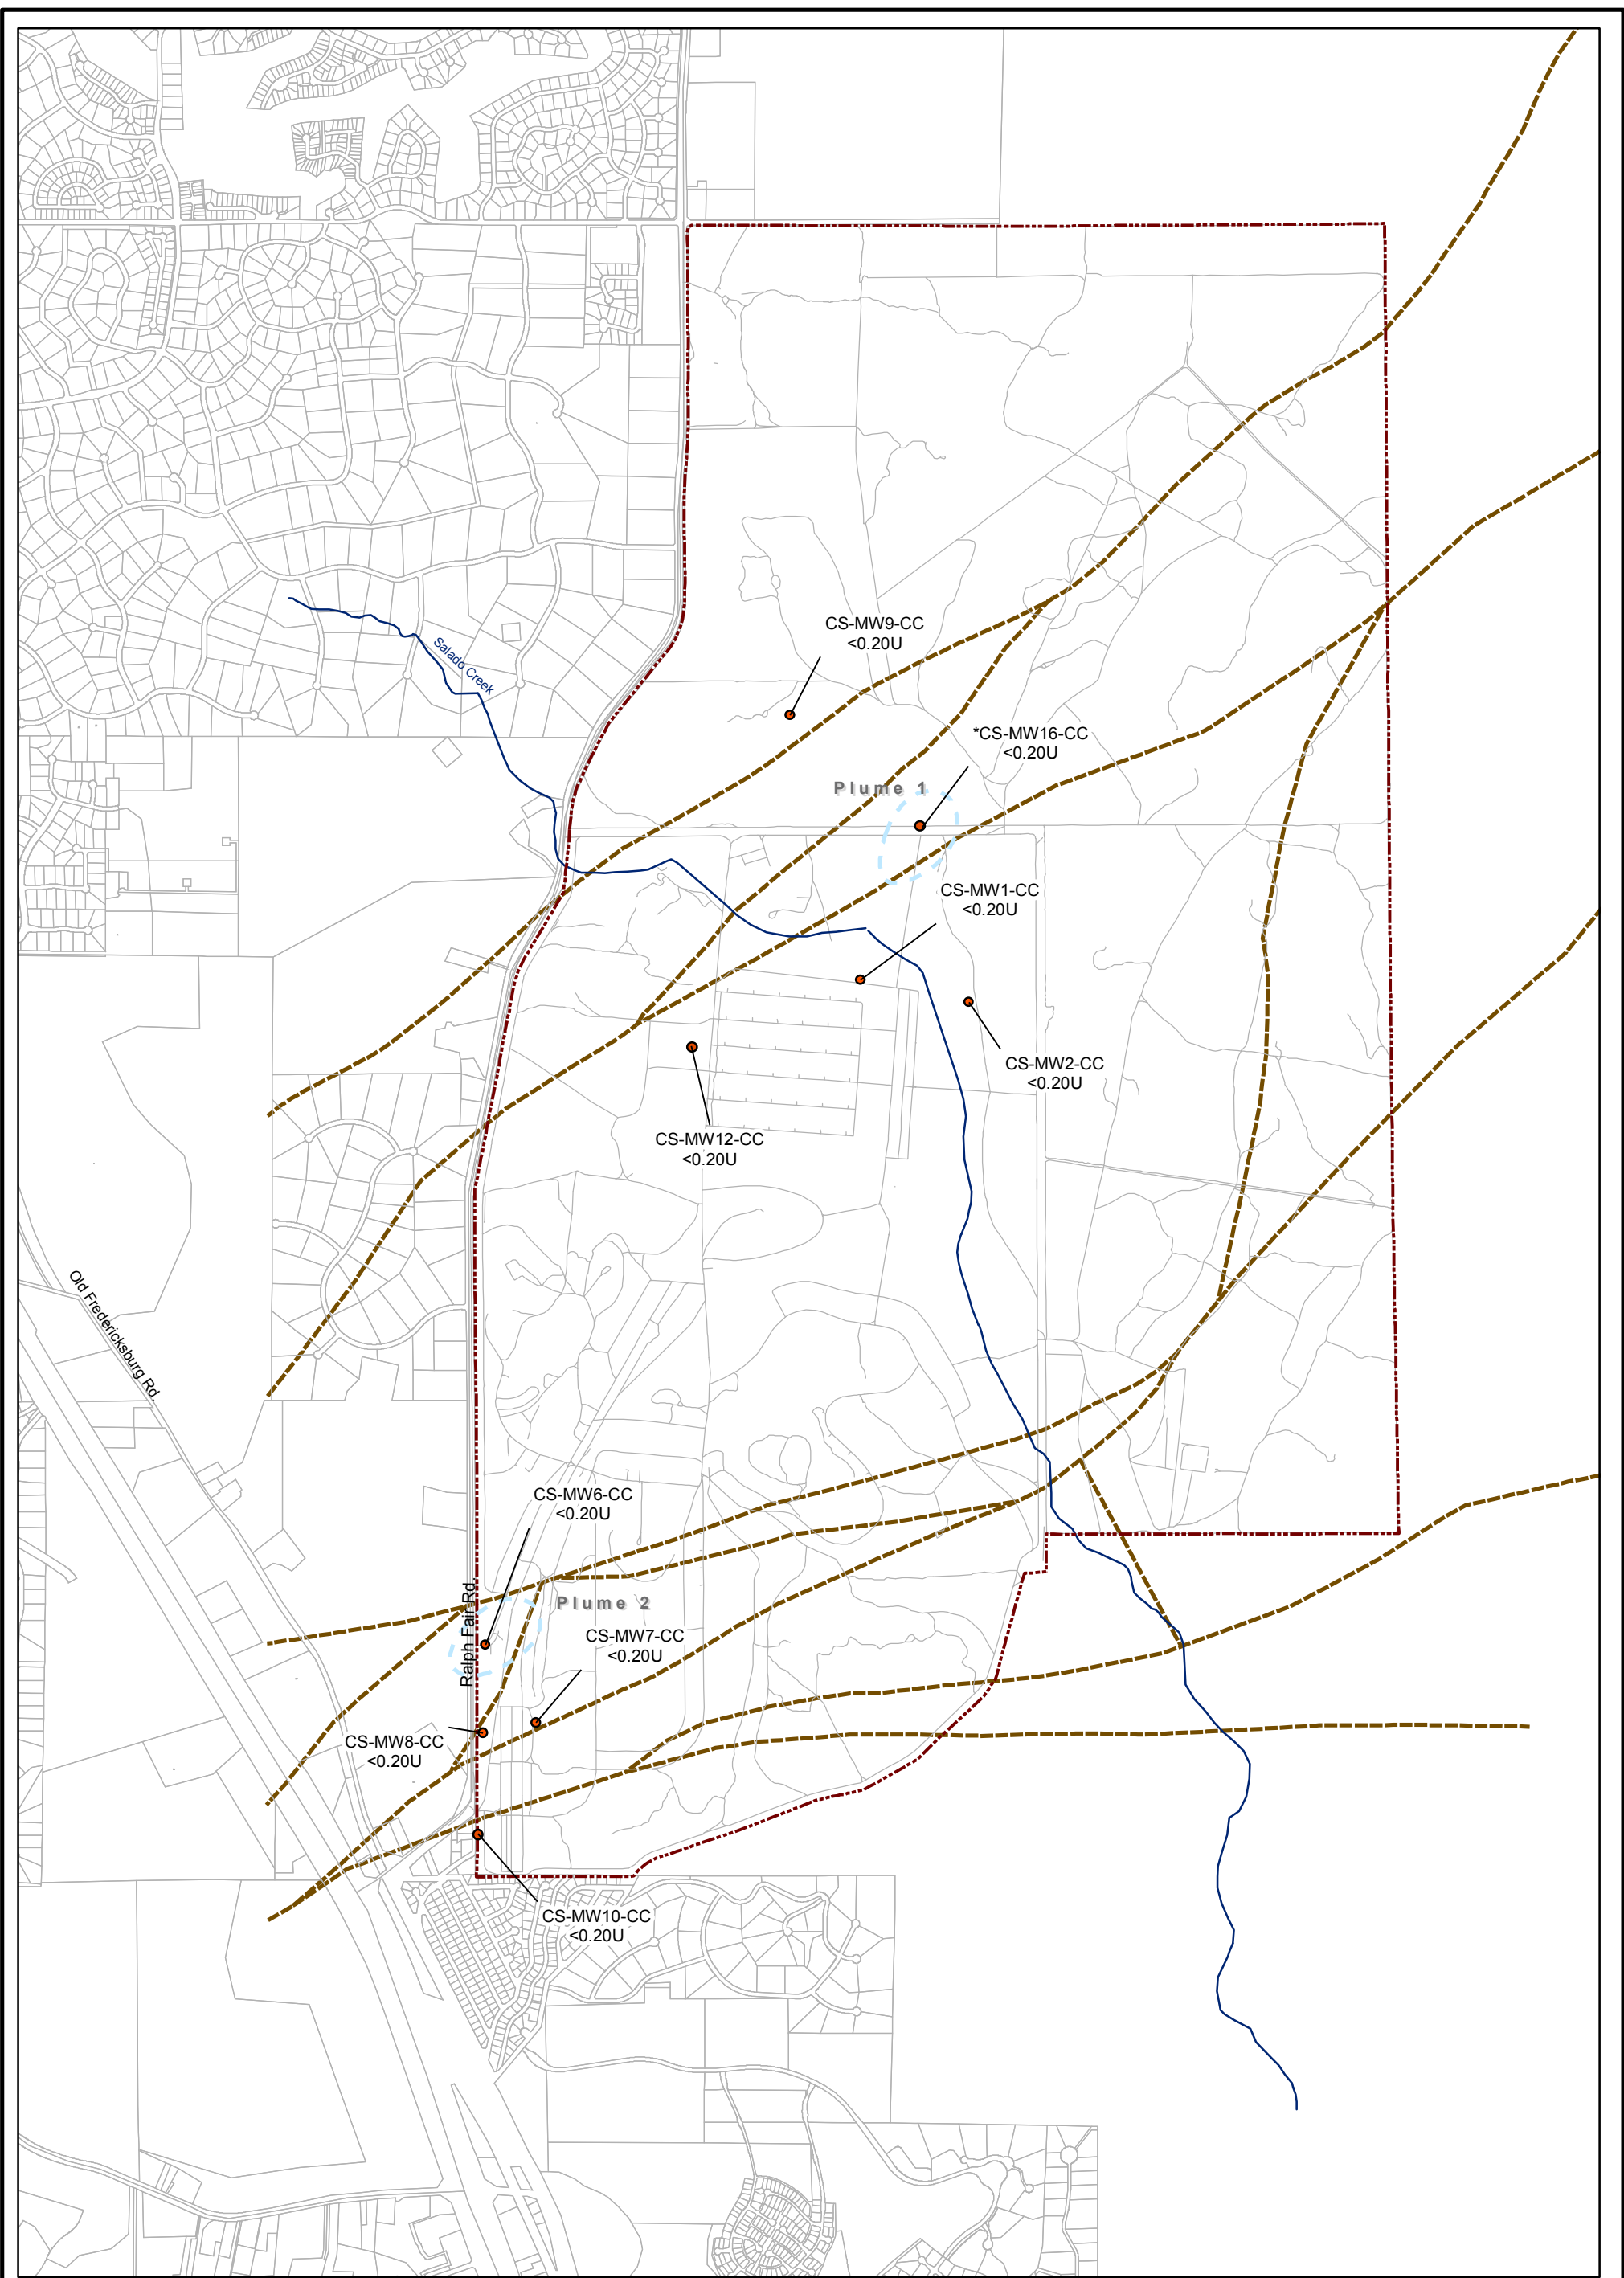 CS-MW9-CC
<0.20U
Salado Creek
*CS-MW16-CC
<0.20U
Plume 1
CS-MW1-CC
<0.20U
CS-MW2-CC
<0.20U
CS-MW12-CC
<0.20U
Old Fredericksburg Rd.
CS-MW6-CC
<0.20U
Ralph Fair Rd.
Plume 2
CS-MW7-CC
<0.20U
CS-MW8-CC
<0.20U
CS-MW10-CC
<0.20U